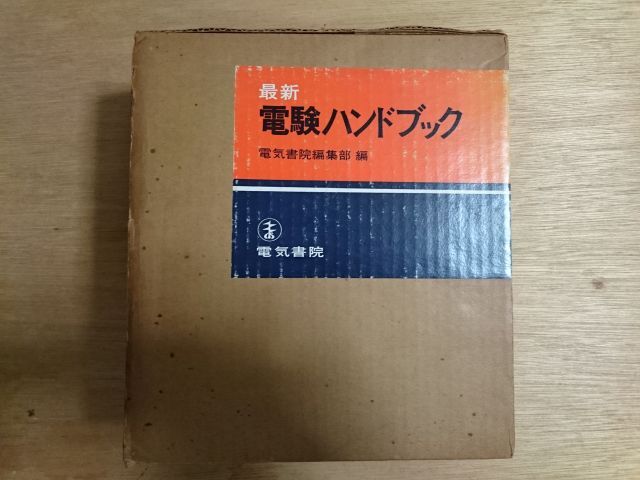 最新
電験ハンドブック
電気書院編集部 編
電気書院